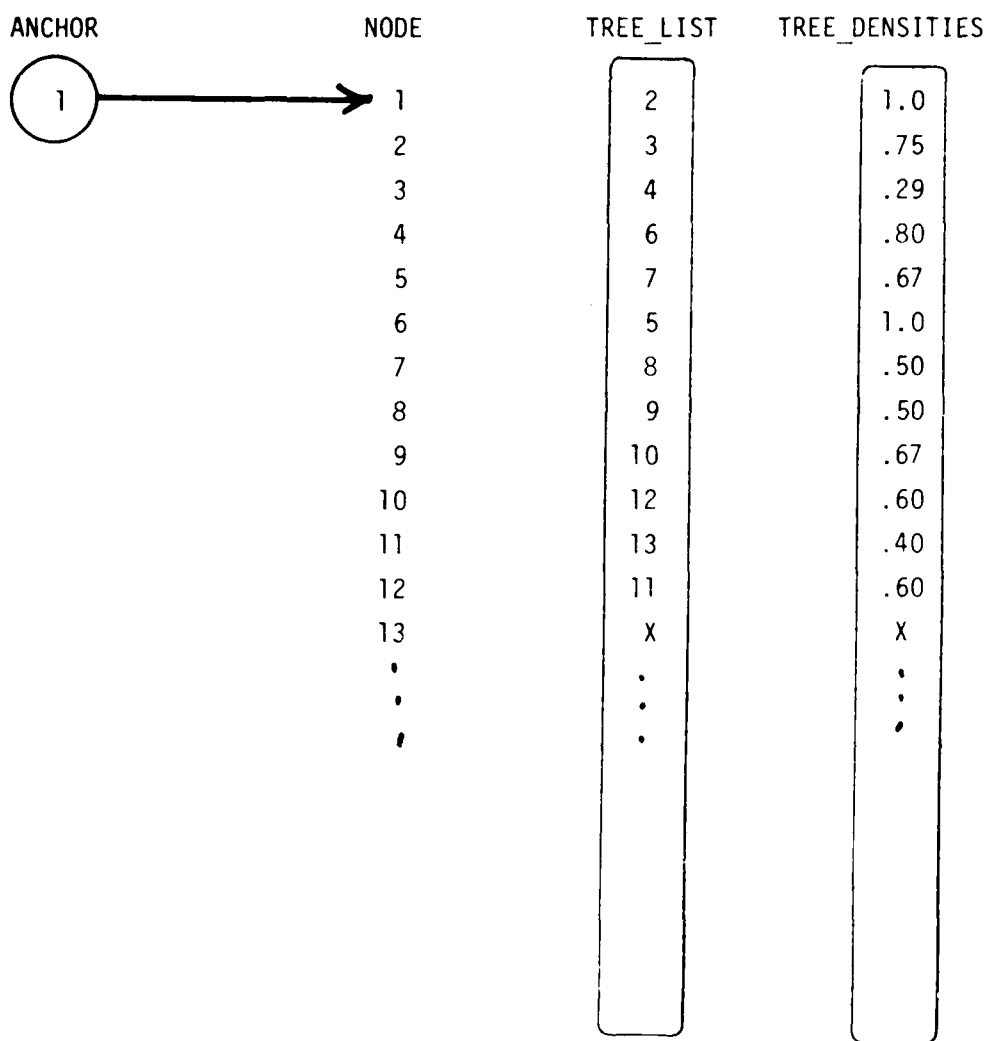 ANCHOR NODE TREE_LIST TREE_DENSITIES
1 1 2 1.0
2 3 .75
3 4 .29
4 6 .80
5 7 .67
6 5 1.0
7 8 .50
8 9 .50
9 10 .67
10 12 .60
11 13 .40
12 11 .60
13 X X
. . .
. . .
. . .